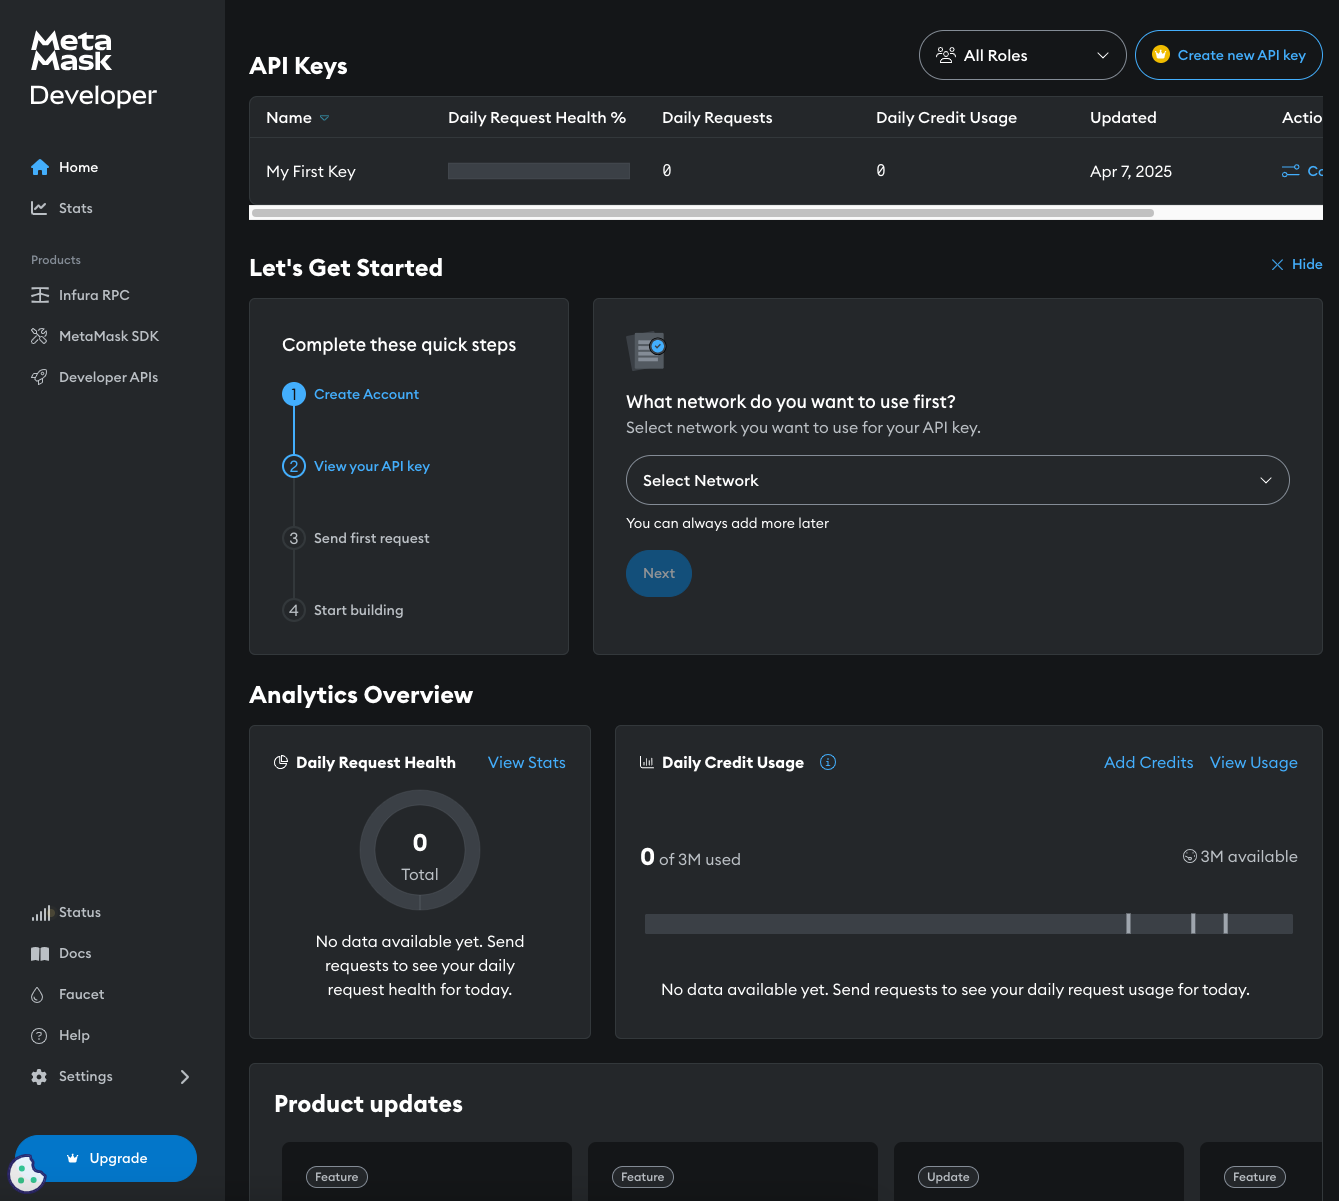 Meta
Mask
Developer
Home
Stats
Products
Infura RPC
MetaMask SDK
Developer APIs
Status
Docs
Faucet
? Help
Settings
Upgrade
API Keys
All Roles
Create new API key
Name Daily Request Health % Daily Requests Daily Credit Usage Updated Actio
My First Key 0 0 Apr 7, 2025 Co
Let's Get Started
Hide
Complete these quick steps
1 Create Account
2 View your API key
3 Send first request
4 Start building
What network do you want to use first?
Select network you want to use for your API key.
Select Network
You can always add more later
Next
Analytics Overview
Daily Request Health View Stats
0
Total
No data available yet. Send
requests to see your daily
request health for today.
Daily Credit Usage Add Credits View Usage
0 of 3M used 3M available
No data available yet. Send requests to see your daily request usage for today.
Product updates
Feature Feature Update Feature